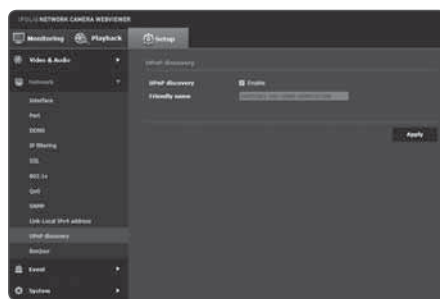 iPOLiS NETWORK CAMERA WEBVIEWER
Monitoring
Playback
Setup
Video & Audio
Network
Interface
Port
DDNS
IP filtering
SSL
802.1x
QoS
SNMP
Link-Local IPv4 address
UPnP discovery
Bonjour
Event
System
UPnP discovery
UPnP discovery
Enable
Friendly name
Apply